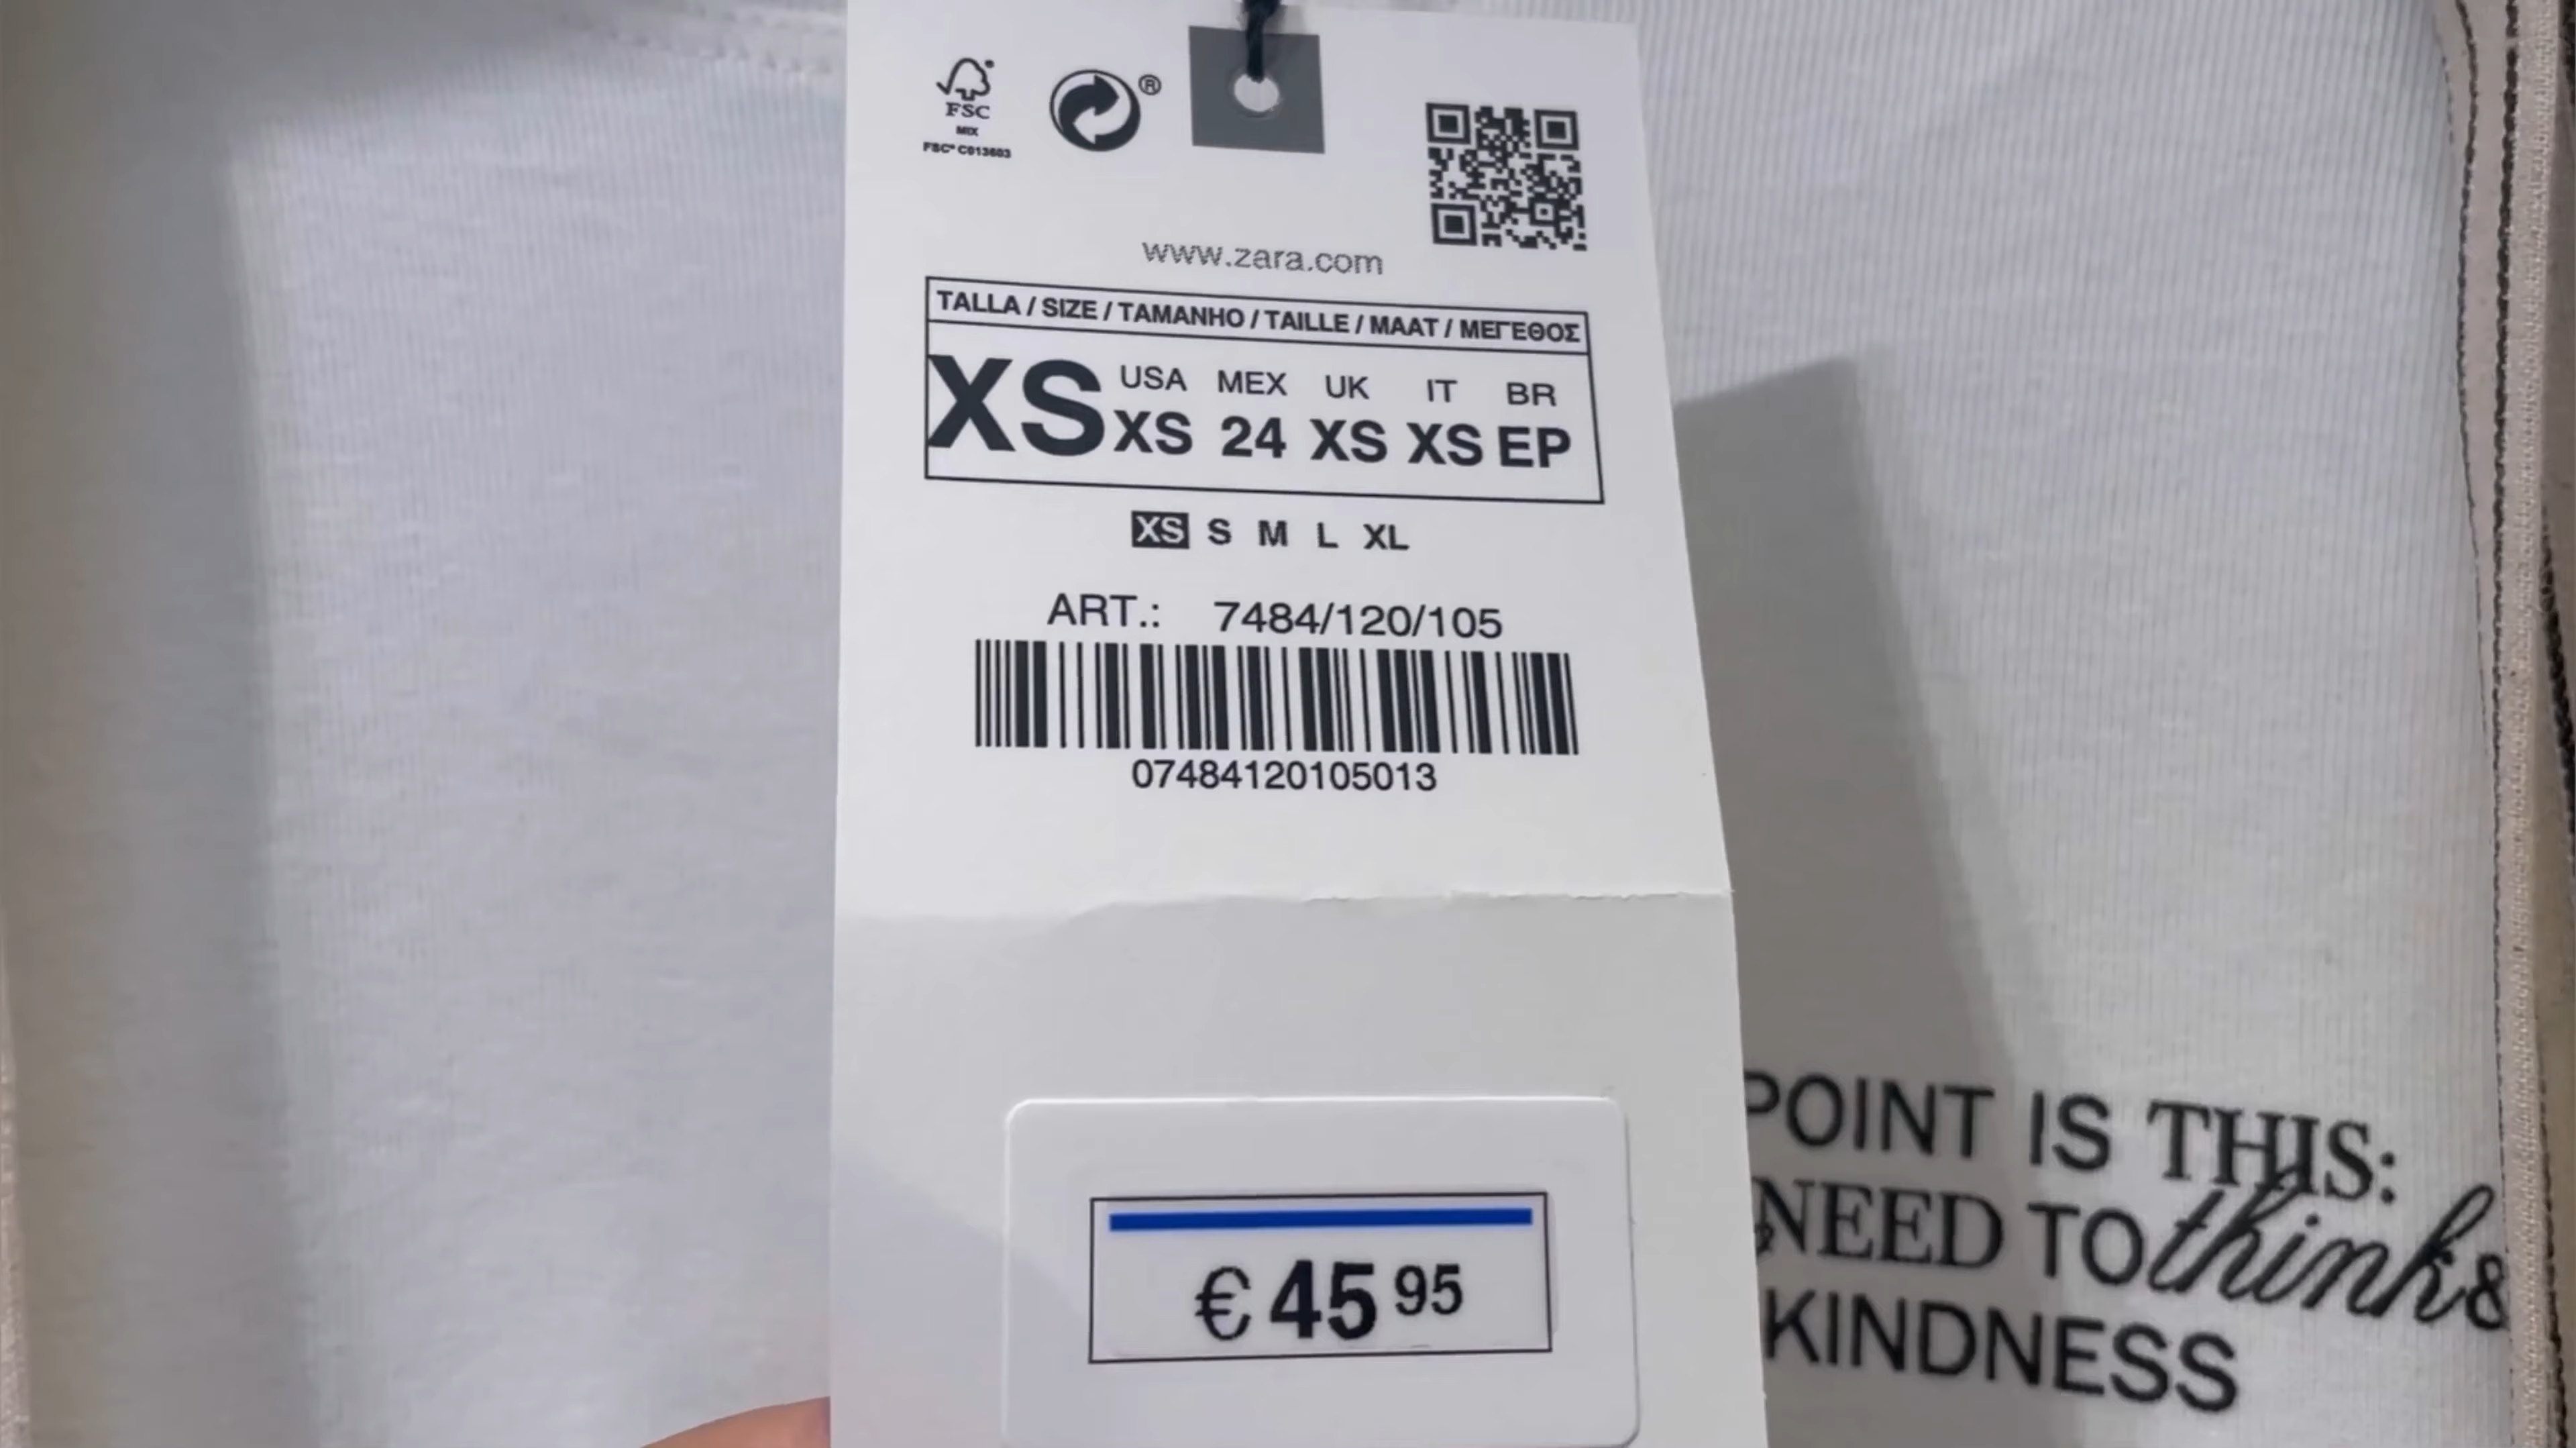 FSC
MIX
FSC® C013603
®
www.zara.com
TALLA / SIZE / TAMANHO / TAILLE / MAAT / ΜΕΓΕΘΟΣ
XS
USA MEX UK IT BR
XS 24 XS XS EP
XS S M L XL
ART.: 7484/120/105
07484120105013
€ 45 95
POINT IS THIS:
NEED TO think &
KINDNESS